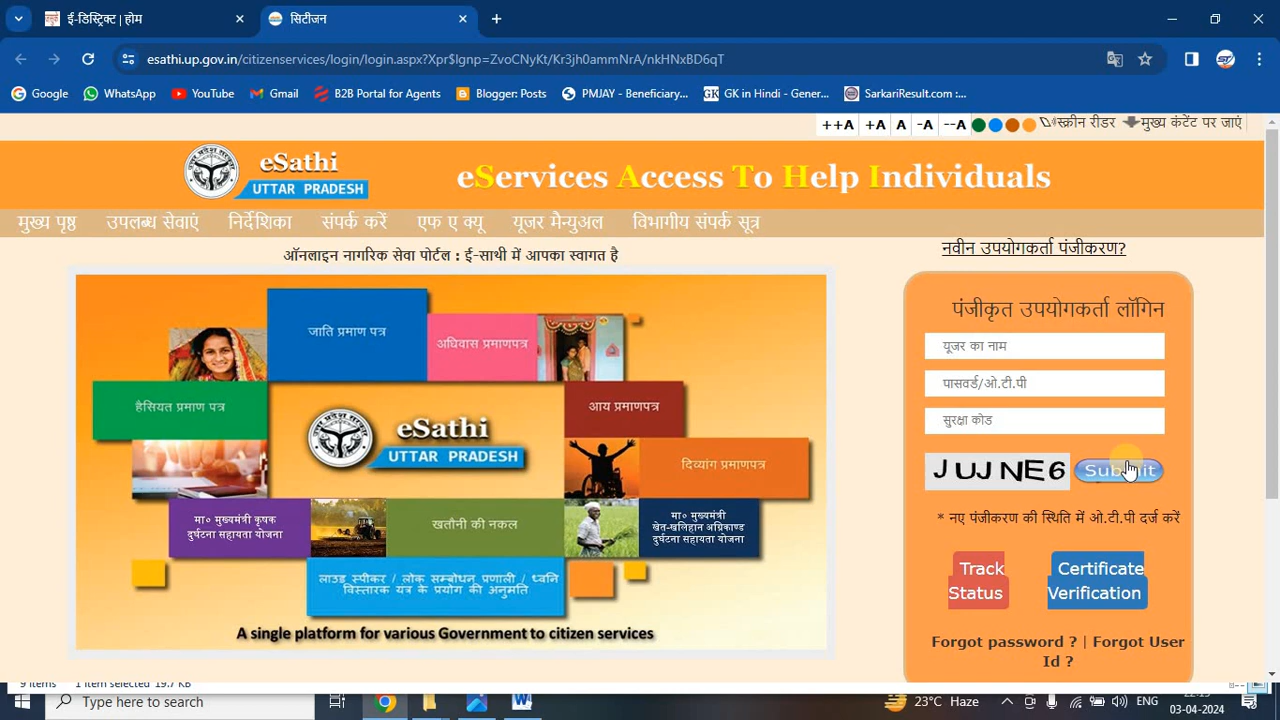 ई-डिस्ट्रिक्ट | होम
सिटीजन
esathi.up.gov.in/citizenservices/login/login.aspx?Xpr$lgnp=ZvoCNyKt/Kr3jh0ammNrA/nkHNxBD6qT
Google
WhatsApp
YouTube
Gmail
B2B Portal for Agents
Blogger: Posts
PMJAY - Beneficiary...
GK in Hindi - Gener...
SarkariResult.com :...
++A +A A -A --A स्क्रीन रीडर मुख्य कंटेंट पर जाएं
eSathi
UTTAR PRADESH
eServices Access To Help Individuals
मुख्य पृष्ठ उपलब्ध सेवाएं निर्देशिका संपर्क करें एफ ए क्यू यूजर मैन्युअल विभागीय संपर्क सूत्र
ऑनलाइन नागरिक सेवा पोर्टल : ई-साथी में आपका स्वागत है
जाति प्रमाण पत्र
अधिवास प्रमाणपत्र
हैसियत प्रमाण पत्र
आय प्रमाणपत्र
eSathi
UTTAR PRADESH
दिव्यांग प्रमाणपत्र
मा० मुख्यमंत्री कृषक
दुर्घटना सहायता योजना
खतौनी की नकल
मा० मुख्यमंत्री
खेत-खलिहान अग्निकाण्ड
दुर्घटना सहायता योजना
लाउड स्पीकर / लोक सम्बोधन प्रणाली / ध्वनि
विस्तारक यंत्र के प्रयोग की अनुमति
A single platform for various Government to citizen services
नवीन उपयोगकर्ता पंजीकरण?
पंजीकृत उपयोगकर्ता लॉगिन
यूजर का नाम
पासवर्ड/ओ.टी.पी
सुरक्षा कोड
JUJNE6
Submit
* नए पंजीकरण की स्थिति में ओ.टी.पी दर्ज करें
Track
Status
Certificate
Verification
Forgot password ? | Forgot User
Id ?
9 items 1 item selected 19.7 KB
Type here to search
23°C Haze
ENG
03-04-2024